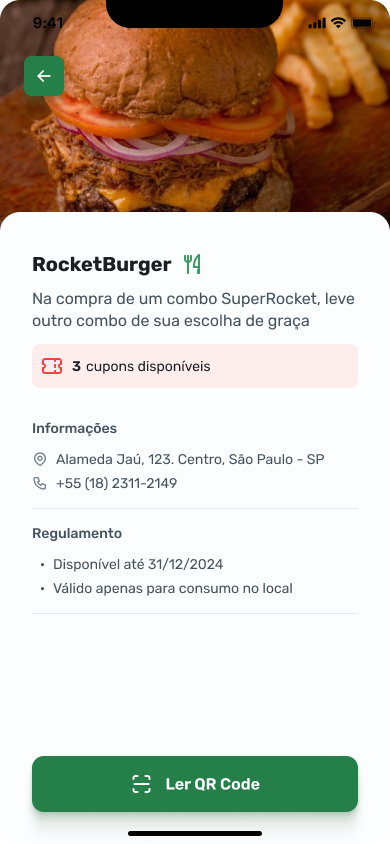 9:41
RocketBurger
Na compra de um combo SuperRocket, leve
outro combo de sua escolha de graça
3 cupons disponíveis
Informações
Alameda Jaú, 123. Centro, São Paulo - SP
+55 (18) 2311-2149
Regulamento
• Disponível até 31/12/2024
• Válido apenas para consumo no local
Ler QR Code